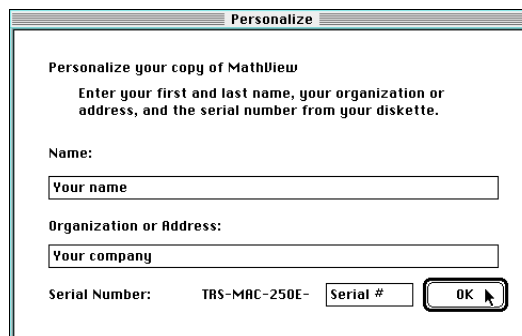 Personalize
Personalize your copy of MathView
Enter your first and last name, your organization or
address, and the serial number from your diskette.
Name:
Your name
Organization or Address:
Your company
Serial Number: TRS-MAC-250E- Serial # OK